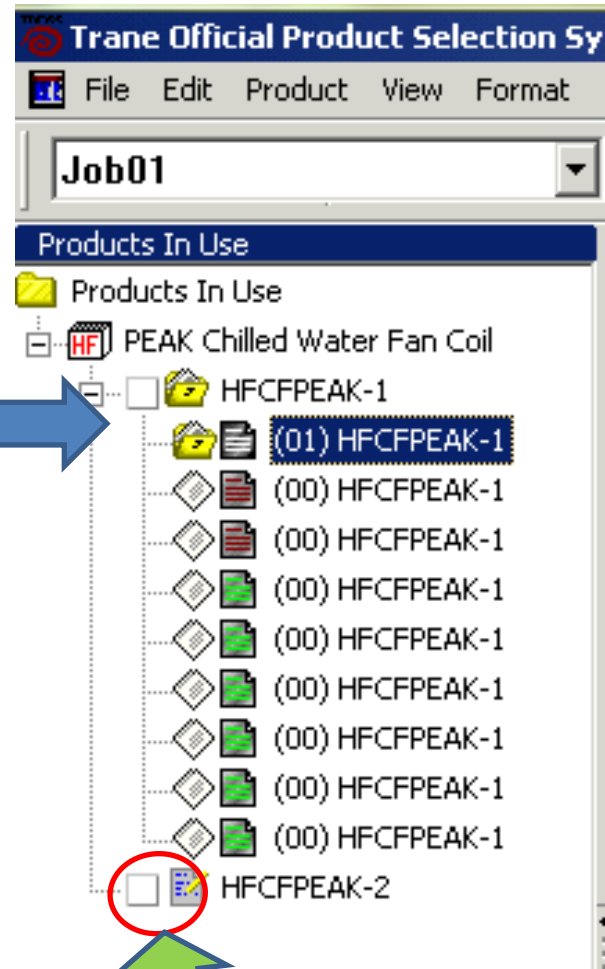 Trane Official Product Selection Sy
File Edit Product View Format
Job01
Products In Use
Products In Use
HF PEAK Chilled Water Fan Coil
HFCFPEAK-1
(01) HFCFPEAK-1
(00) HFCFPEAK-1
(00) HFCFPEAK-1
(00) HFCFPEAK-1
(00) HFCFPEAK-1
(00) HFCFPEAK-1
(00) HFCFPEAK-1
(00) HFCFPEAK-1
(00) HFCFPEAK-1
HFCFPEAK-2